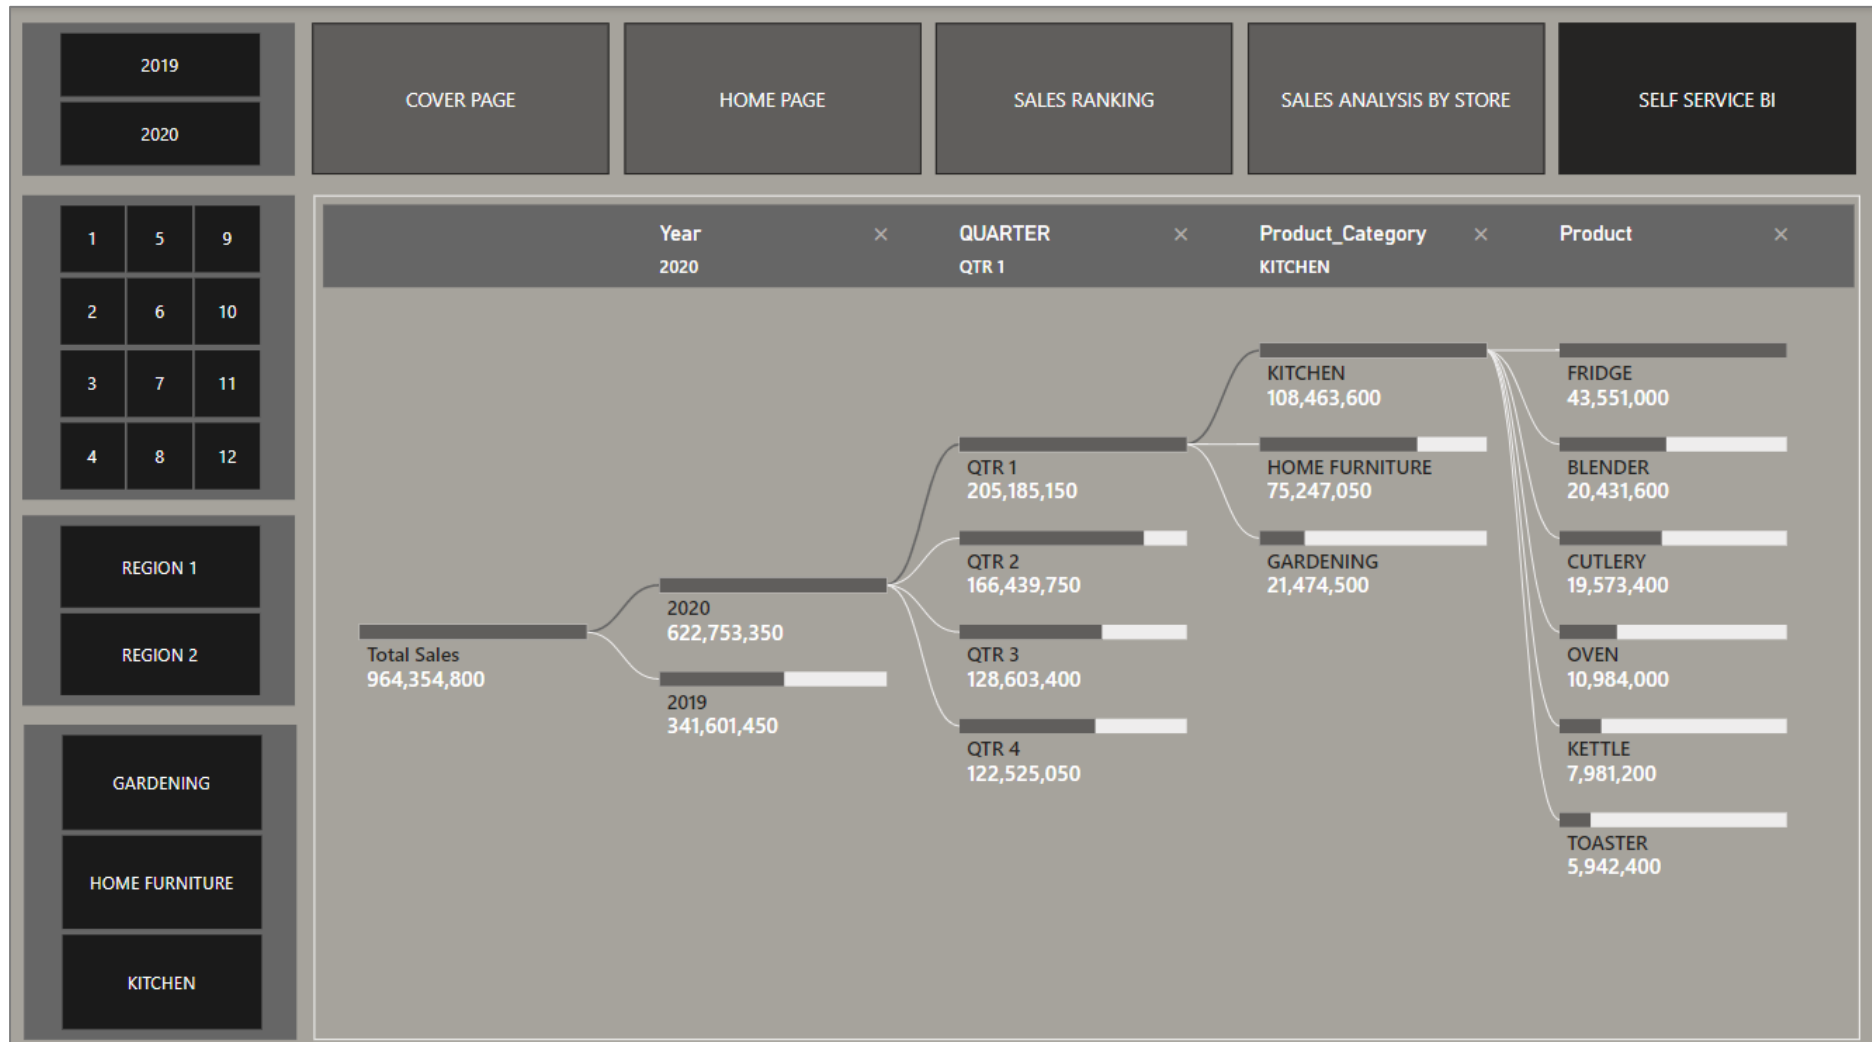 2019
2020
COVER PAGE
HOME PAGE
SALES RANKING
SALES ANALYSIS BY STORE
SELF SERVICE BI
1 5 9
2 6 10
3 7 11
4 8 12
REGION 1
REGION 2
GARDENING
HOME FURNITURE
KITCHEN
Year
2020
QUARTER
QTR 1
Product_Category
KITCHEN
Product
Total Sales
964,354,800
2020
622,753,350
2019
341,601,450
QTR 1
205,185,150
QTR 2
166,439,750
QTR 3
128,603,400
QTR 4
122,525,050
KITCHEN
108,463,600
HOME FURNITURE
75,247,050
GARDENING
21,474,500
FRIDGE
43,551,000
BLENDER
20,431,600
CUTLERY
19,573,400
OVEN
10,984,000
KETTLE
7,981,200
TOASTER
5,942,400